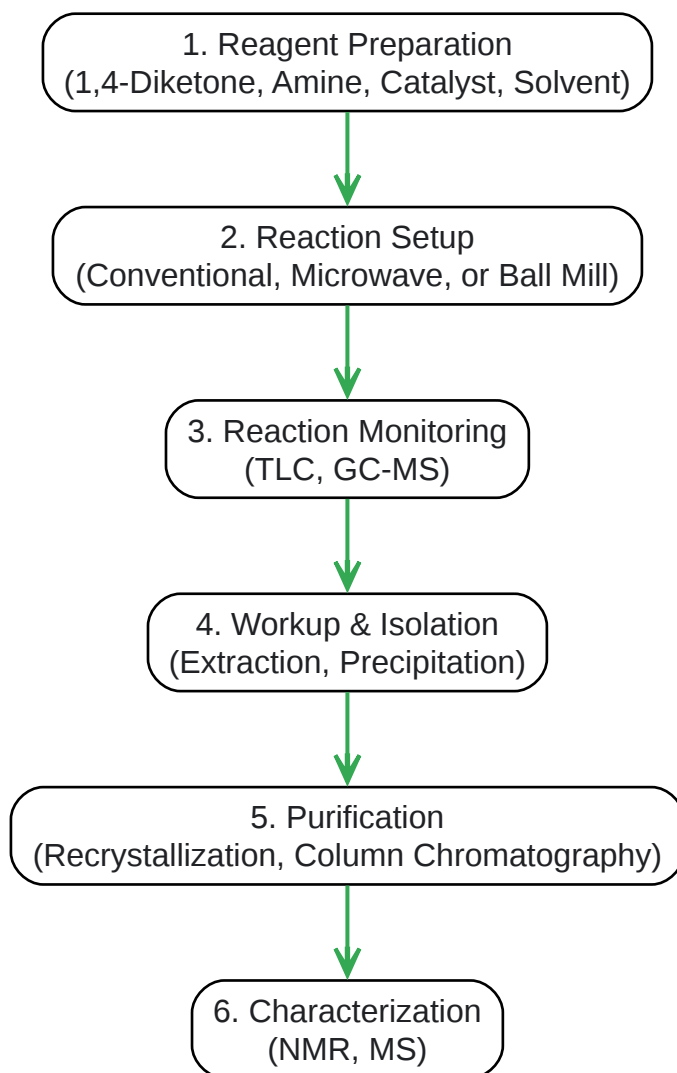 1. Reagent Preparation
(1,4-Diketone, Amine, Catalyst, Solvent)
2. Reaction Setup
(Conventional, Microwave, or Ball Mill)
3. Reaction Monitoring
(TLC, GC-MS)
4. Workup & Isolation
(Extraction, Precipitation)
5. Purification
(Recrystallization, Column Chromatography)
6. Characterization
(NMR, MS)